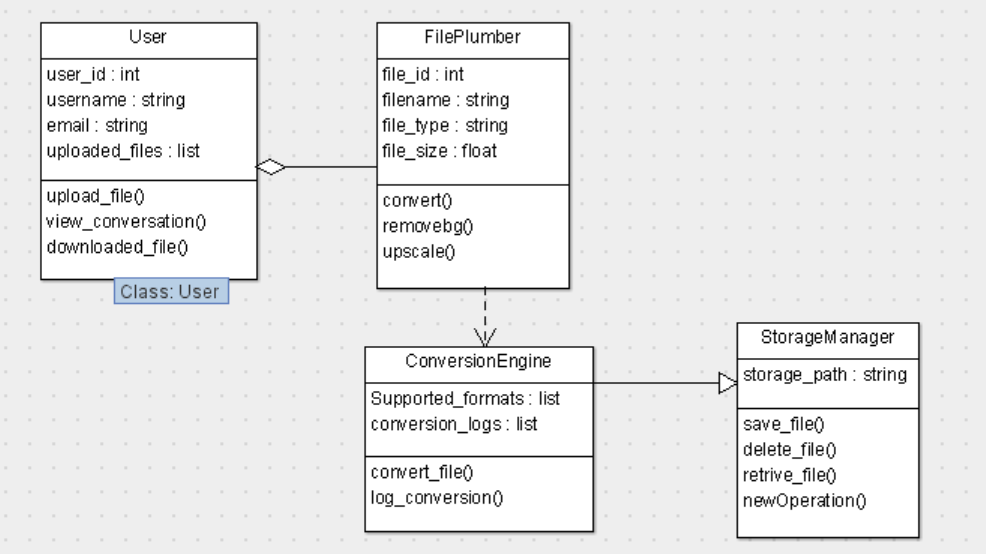 User
user_id : int
username : string
email : string
uploaded_files : list
upload_file()
view_conversation()
downloaded_file()
Class: User
FilePlumber
file_id : int
filename : string
file_type : string
file_size : float
convert()
removebg()
upscale()
ConversionEngine
Supported_formats : list
conversion_logs : list
convert_file()
log_conversion()
StorageManager
storage_path : string
save_file()
delete_file()
retrive_file()
newOperation()